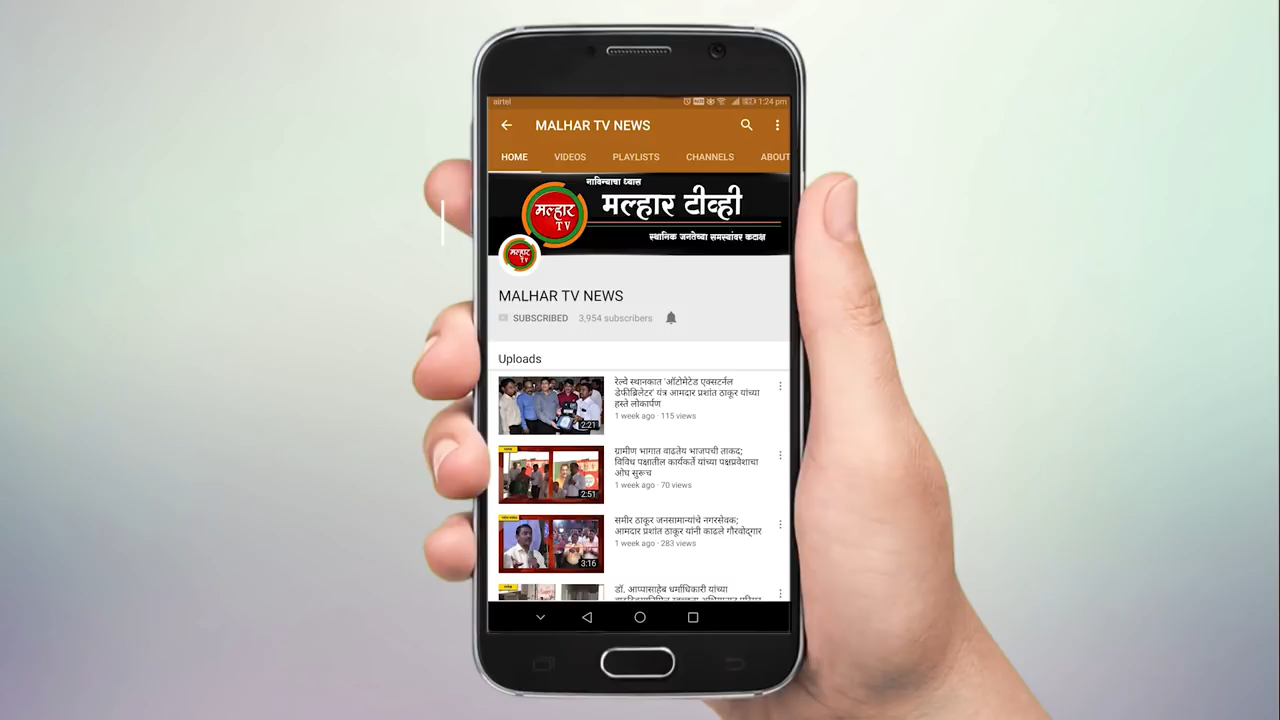 airtel
1:24 pm
MALHAR TV NEWS
HOME VIDEOS PLAYLISTS CHANNELS ABOUT
नाविन्याचा ध्यास
मल्हार टीव्ही
स्थानिक जनतेच्या समस्यांवर कटाक्ष
मल्हार
TV
मल्हार
TV
MALHAR TV NEWS
SUBSCRIBED 3,954 subscribers
Uploads
रेल्वे स्थानकात 'ऑटोमेटेड एक्सटर्नल
डेफीब्रिलेटर' यंत्र आमदार प्रशांत ठाकूर यांच्या
हस्ते लोकार्पण
1 week ago · 115 views
2:21
ग्रामीण भागात वाढतेय भाजपची ताकद;
विविध पक्षातील कार्यकर्ते यांच्या पक्षप्रवेशाचा
ओघ सुरूच
1 week ago · 70 views
2:51
समीर ठाकूर जनसामान्यांचे नगरसेवक;
आमदार प्रशांत ठाकूर यांनी काढले गौरवोद्गार
1 week ago · 283 views
3:16
डॉ. आप्पासाहेब धर्माधिकारी यांच्या